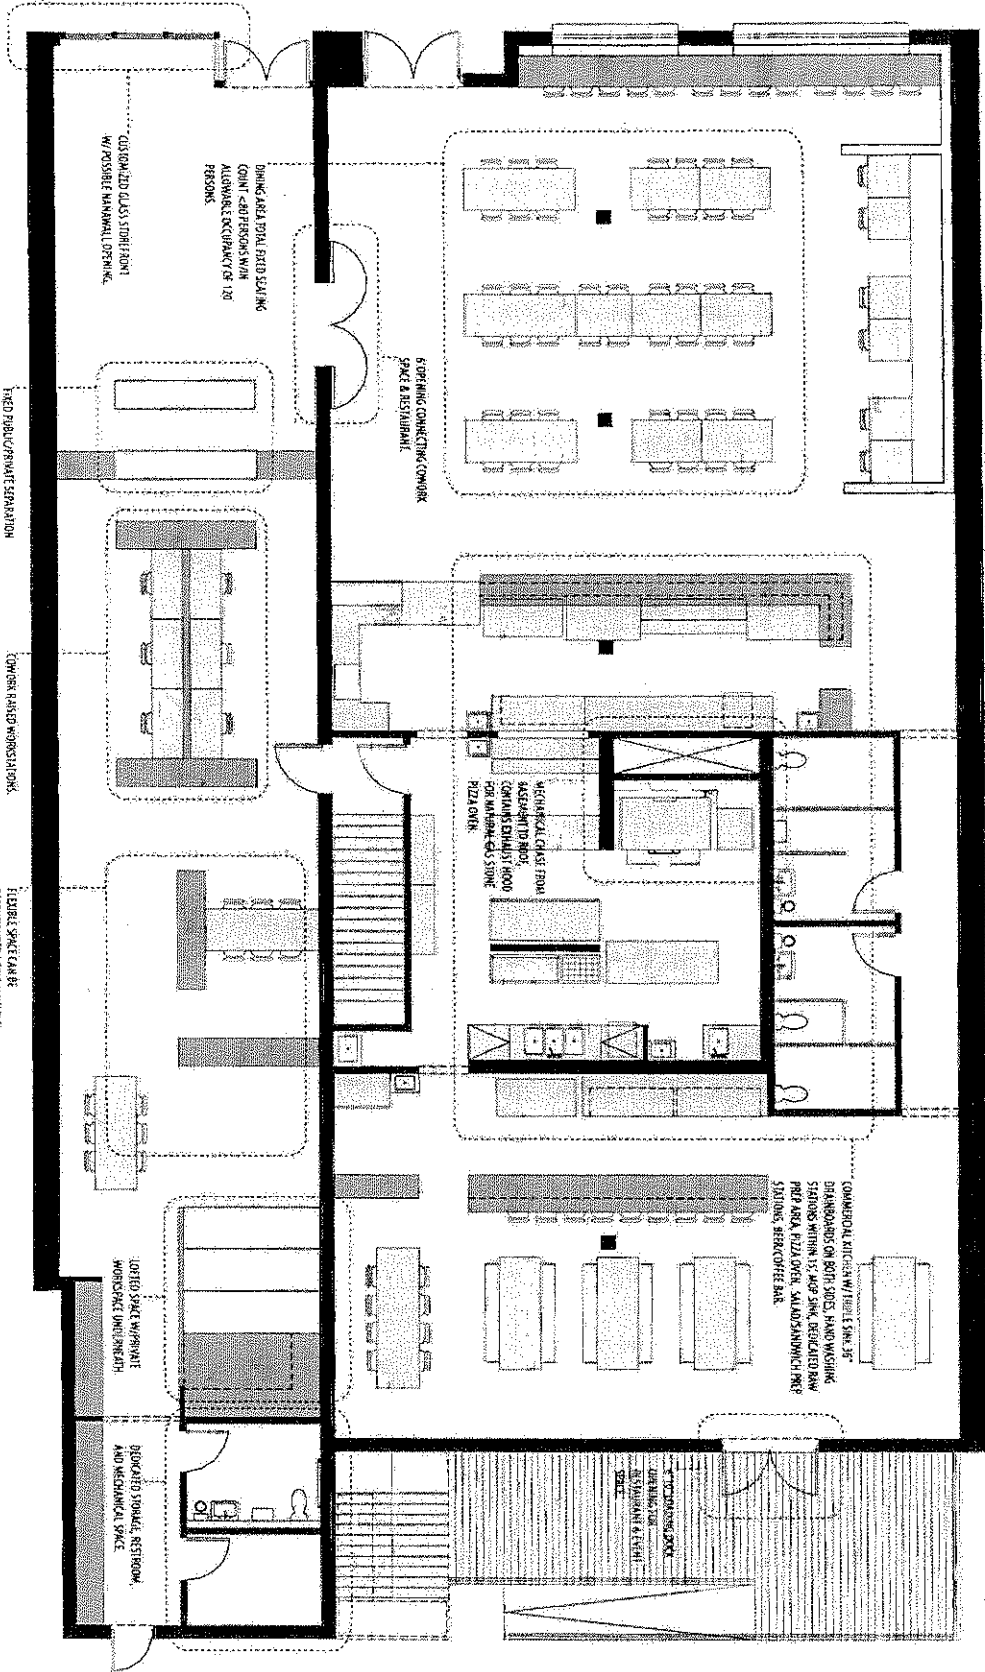 CUSTOMIZED GLASS STOREFRONT
W/ POSSIBLE NANAWALL OPENING.
DINING AREA TOTAL FIXED SEATING
COUNT <80 PERSONS W/IN
ALLOWABLE OCCUPANCY OF 120
PERSONS.
6' OPENING CONNECTING COWORK
SPACE & RESTAURANT.
FIXED PUBLIC/PRIVATE SEPARATION
COWORK RAISED WORKSTATIONS.
MECHANICAL CHASE FROM
BASEMENT TO ROOF,
CONTAINS EXHAUST HOOD
FOR NATURAL GAS STONE
PIZZA OVEN.
FLEXIBLE SPACE CAN BE
COMMERCIAL KITCHEN W/ TRIPLE SINK 36"
DRAINBOARDS ON BOTH SIDES, HAND WASHING
STATIONS WITHIN 15', MOP SINK, DEDICATED RAW
PREP AREA, PIZZA OVEN, SALAD/SANDWICH PREP
STATIONS, BEER/COFFEE BAR.
LOFTED SPACE W/PRIVATE
WORKSPACE UNDERNEATH.
DEDICATED STORAGE, RESTROOM,
AND MECHANICAL SPACE.
OPENING FOR
RESTAURANT & EVENT
SPACE